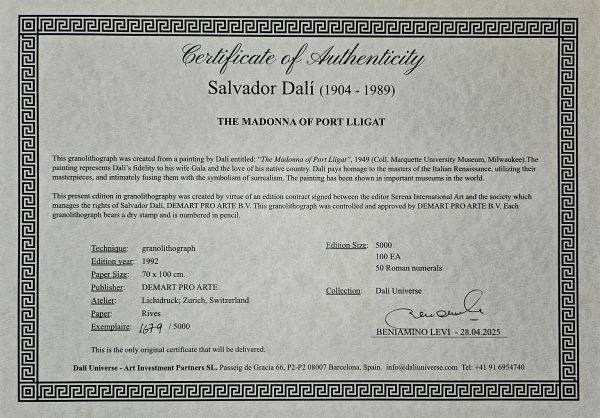 Certificate of Authenticity
Salvador Dalí (1904 - 1989)
THE MADONNA OF PORT LLIGAT
This granolithograph was created from a painting by Dalí entitled: "The Madonna of Port Lligat", 1949 (Coll. Marquette University Museum, Milwaukee).The
painting represents Dalí's fidelity to his wife Gala and the love of his native country. Dali pays homage to the masters of the Italian Renaissance, utilizing their
masterpieces, and intimately fusing them with the symbolism of surrealism. The painting has been shown in important museums in the world.
This present edition in granolithography was created by virtue of an edition contract signed between the editor Serena International Art and the society which
manages the rights of Salvador Dalí, DEMART PRO ARTE B.V. This granolithograph was controlled and approved by DEMART PRO ARTE B.V. Each
granolithograph bears a dry stamp and is numbered in pencil.
Technique: granolithograph
Edition year: 1992
Paper Size: 70 x 100 cm.
Publisher: DEMART PRO ARTE
Atelier: Lichtdruck; Zurich, Switzerland
Paper: Rives
Exemplaire: 1679 / 5000
Edition Size: 5000
100 EA
50 Roman numerals
Collection: Dalí Universe
BENIAMINO LEVI - 28.04.2025
This is the only original certificate that will be delivered.
Dalí Universe - Art Investment Partners SL. Passeig de Gracia 66, P2-P2 08007 Barcelona, Spain. info@daliuniverse.com Tel: +41 91 6954740